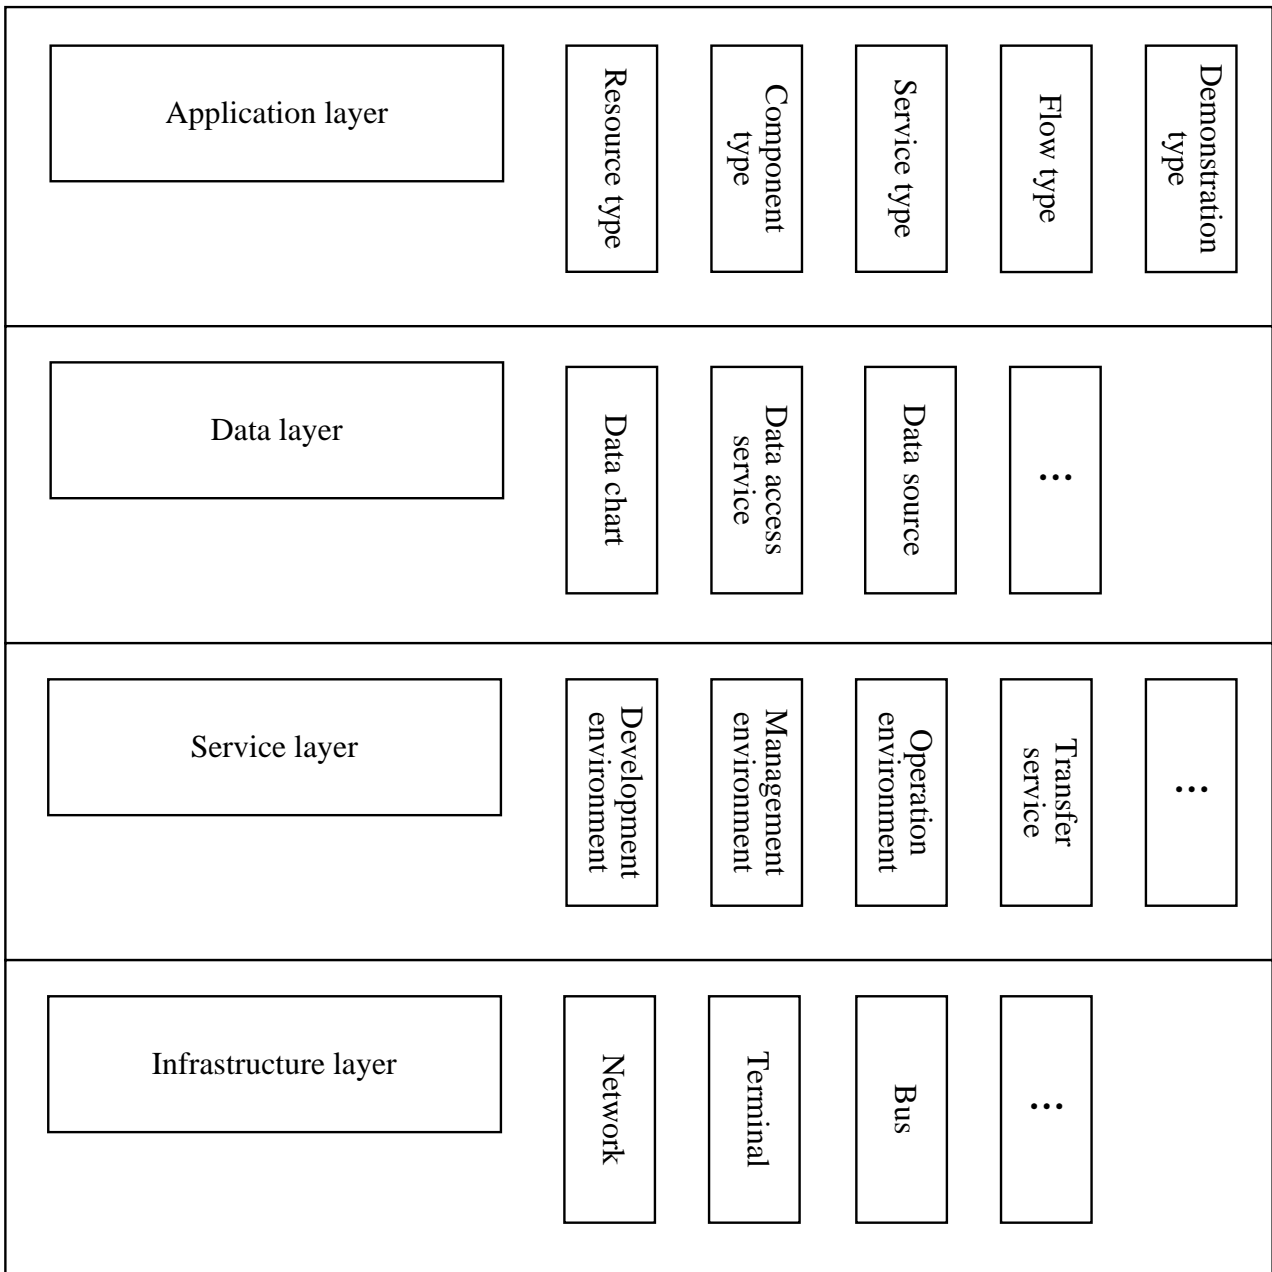 Application layer
Resource type
Component
type
Service type
Flow type
Demonstration
type
Data layer
Data chart
Data access
service
Data source
...
Service layer
Development
environment
Management
environment
Operation
environment
Transfer
service
...
Infrastructure layer
Network
Terminal
Bus
...